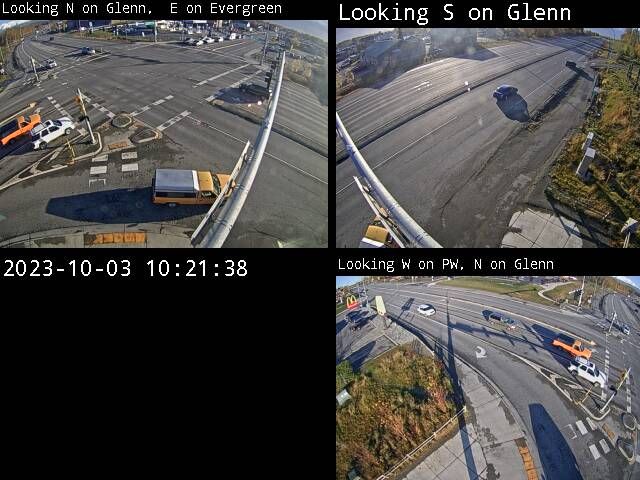 Looking N on Glenn, E on Evergreen
Looking S on Glenn
2023-10-03 10:21:38
Looking W on PW, N on Glenn